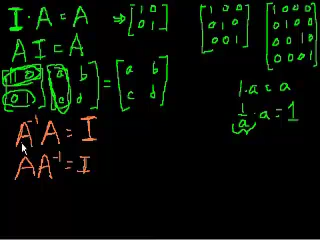 I · A = A → [1 0
0 1]
[1 0 0
0 1 0
0 0 1]
[1 0 0 0
0 1 0 0
0 0 1 0
0 0 0 1]
A I = A
[1 0
0 1] [a b
c d] = [a b
c d]
1 · a = a
1/a · a = 1
A⁻¹ A = I
A A⁻¹ = I